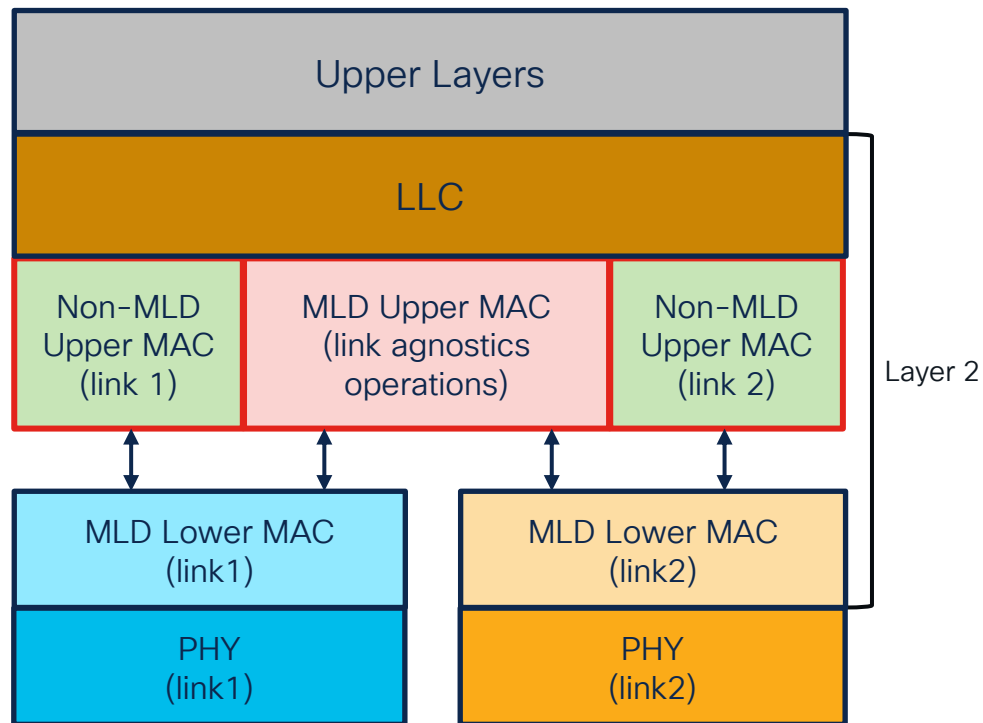 Upper Layers
LLC
Non-MLD
Upper MAC
(link 1)
MLD Upper MAC
(link agnostics
operations)
Non-MLD
Upper MAC
(link 2)
Layer 2
MLD Lower MAC
(link1)
MLD Lower MAC
(link2)
PHY
(link1)
PHY
(link2)